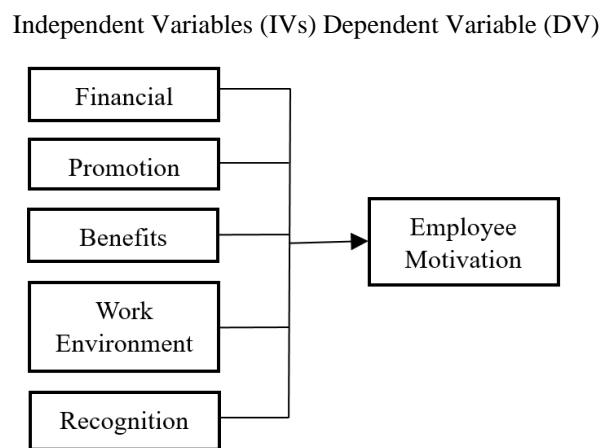 Independent Variables (IVs) Dependent Variable (DV)
Financial
Promotion
Benefits
Work
Environment
Recognition
Employee
Motivation